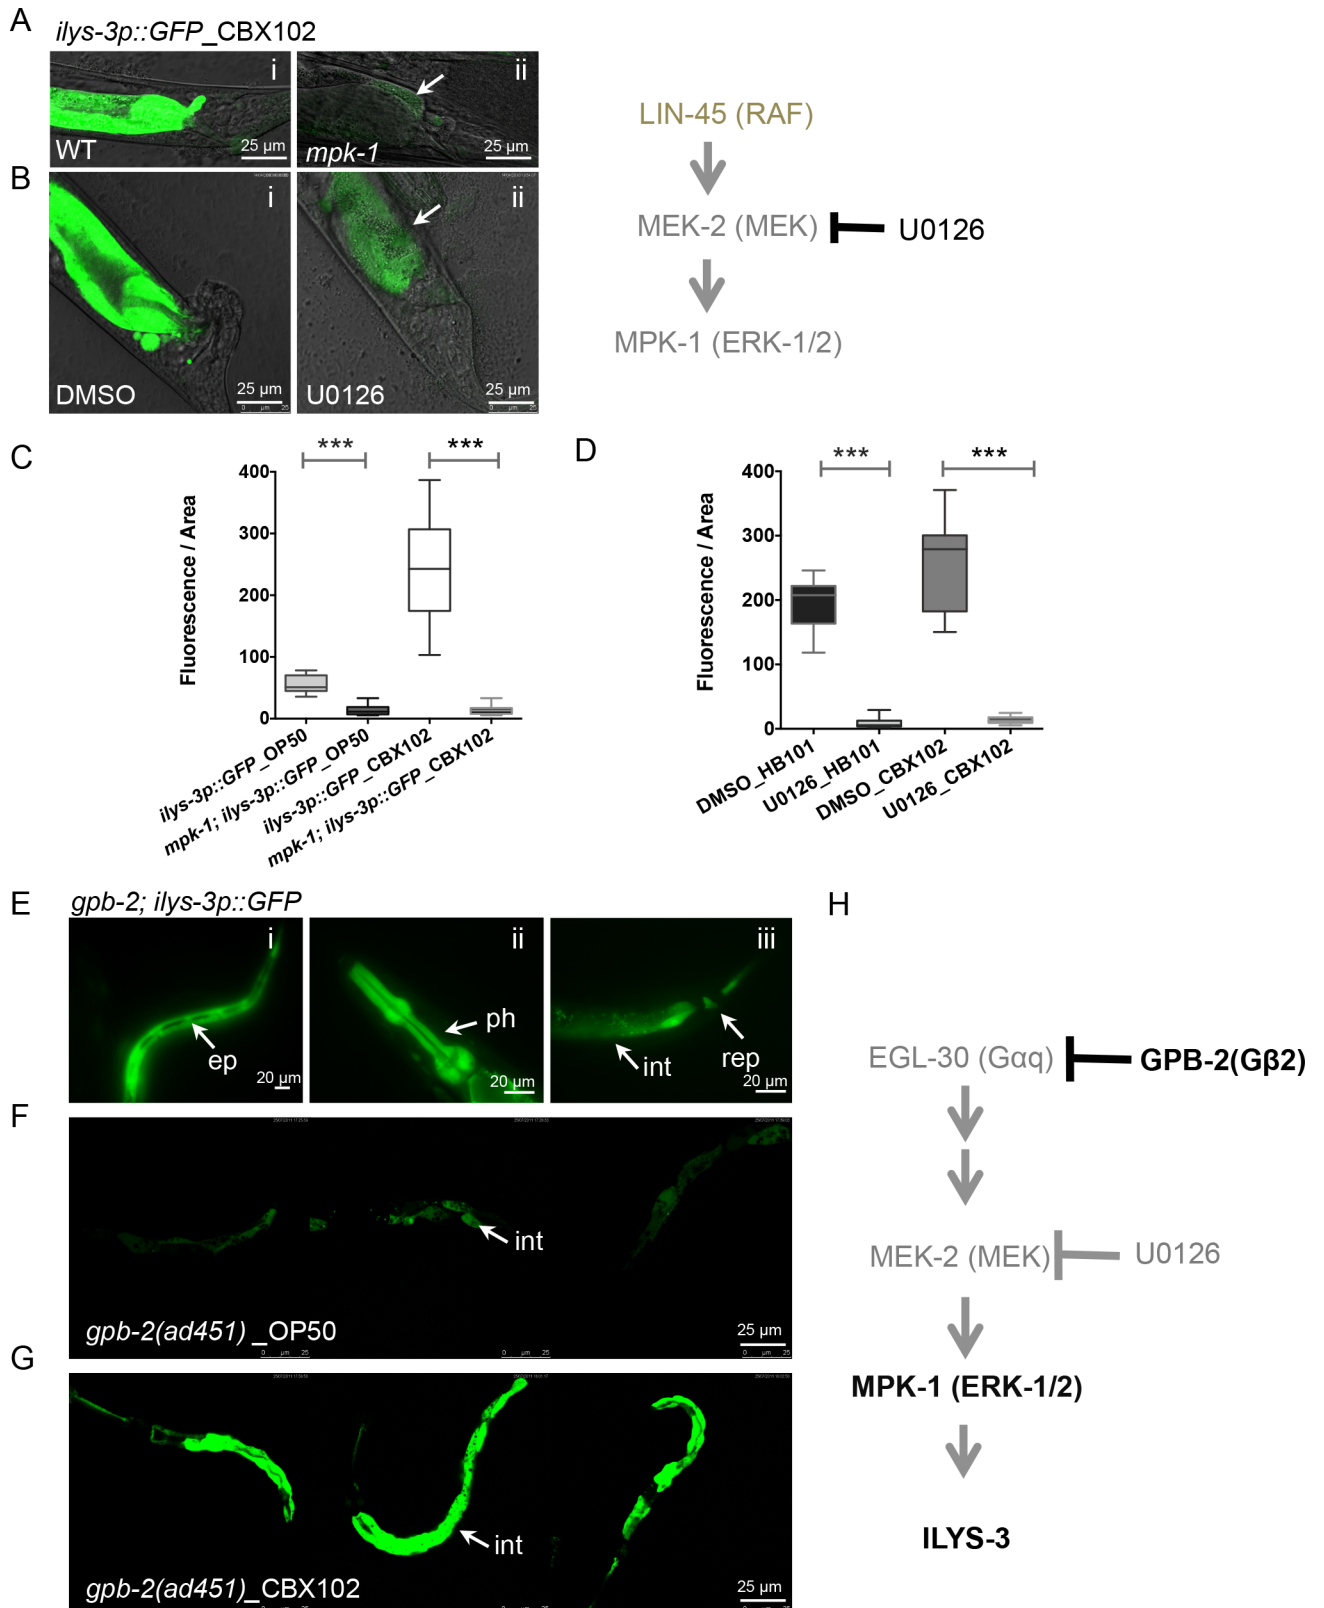 A
ilys-3p::GFP_CBX102
i
ii
WT
25 µm
mpk-1
25 µm
B
i
ii
DMSO
25 µm
U0126
25 µm
LIN-45 (RAF)
MEK-2 (MEK)
U0126
MPK-1 (ERK-1/2)
C
***
***
Fluorescence / Area
400
300
200
100
0
ilys-3p::GFP_OP50
mpk-1; ilys-3p::GFP_OP50
ilys-3p::GFP_CBX102
mpk-1; ilys-3p::GFP_CBX102
D
***
***
Fluorescence / Area
400
300
200
100
0
DMSO_HB101
U0126_HB101
DMSO_CBX102
U0126_CBX102
E
gpb-2; ilys-3p::GFP
i
ii
iii
ep
20 µm
ph
20 µm
int
rep
20 µm
F
int
gpb-2(ad451)_OP50
25 µm
G
int
gpb-2(ad451)_CBX102
25 µm
H
EGL-30 (Gαq)
GPB-2(Gβ2)
MEK-2 (MEK)
U0126
MPK-1 (ERK-1/2)
ILYS-3